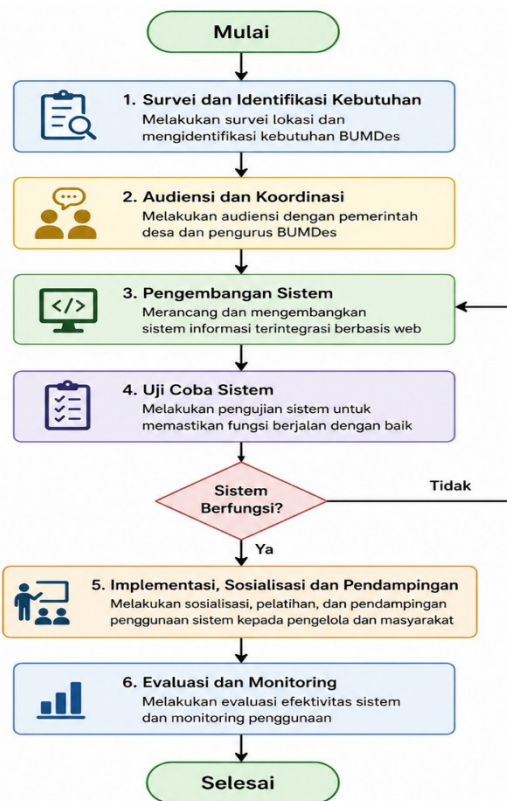 Mulai
1. Survei dan Identifikasi Kebutuhan
Melakukan survei lokasi dan
mengidentifikasi kebutuhan BUMDes
2. Audiensi dan Koordinasi
Melakukan audiensi dengan pemerintah
desa dan pengurus BUMDes
</>
3. Pengembangan Sistem
Merancang dan mengembangkan
sistem informasi terintegrasi berbasis web
4. Uji Coba Sistem
Melakukan pengujian sistem untuk
memastikan fungsi berjalan dengan baik
Sistem
Berfungsi?
Tidak
Ya
5. Implementasi, Sosialisasi dan Pendampingan
Melakukan sosialisasi, pelatihan, dan pendampingan
penggunaan sistem kepada pengelola dan masyarakat
6. Evaluasi dan Monitoring
Melakukan evaluasi efektivitas sistem
dan monitoring penggunaan
Selesai